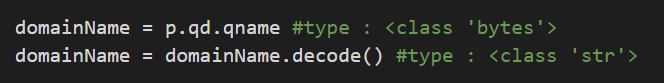 domainName = p.qd.qname #type : <class 'bytes'>
domainName = domainName.decode() #type : <class 'str'>